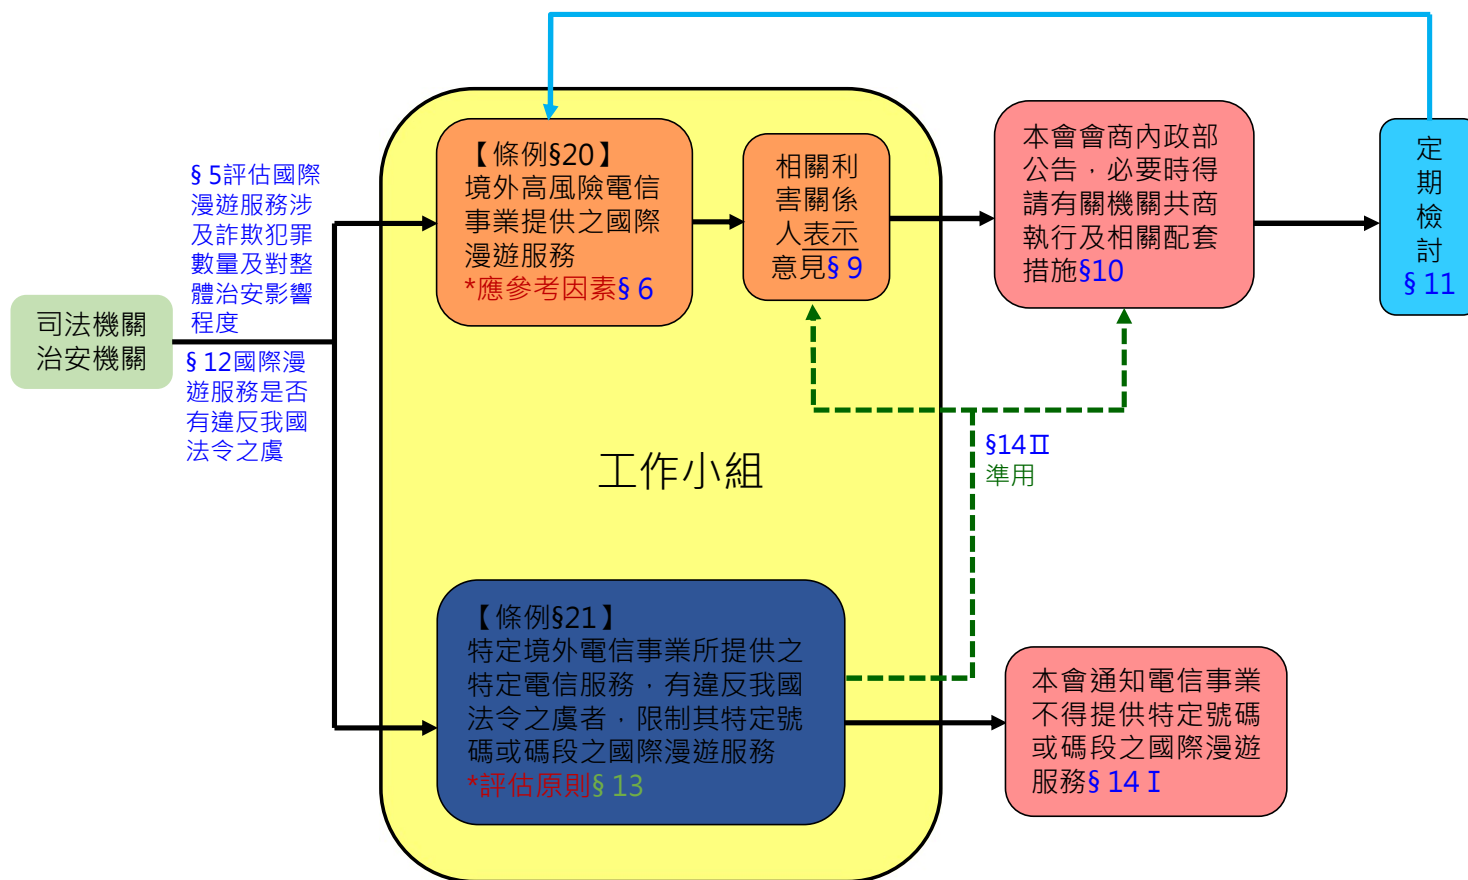 司法機關
治安機關
§ 5評估國際
漫遊服務涉
及詐欺犯罪
數量及對整
體治安影響
程度
§ 12國際漫
遊服務是否
有違反我國
法令之虞
【條例§20】
境外高風險電信
事業提供之國際
漫遊服務
*應參考因素§ 6
相關利
害關係
人表示
意見§ 9
本會會商內政部
公告，必要時得
請有關機關共商
執行及相關配套
措施§10
定
期
檢
討
§ 11
工作小組
§14Ⅱ
準用
【條例§21】
特定境外電信事業所提供之
特定電信服務，有違反我國
法令之虞者，限制其特定號
碼或碼段之國際漫遊服務
*評估原則§ 13
本會通知電信事業
不得提供特定號碼
或碼段之國際漫遊
服務§ 14 I